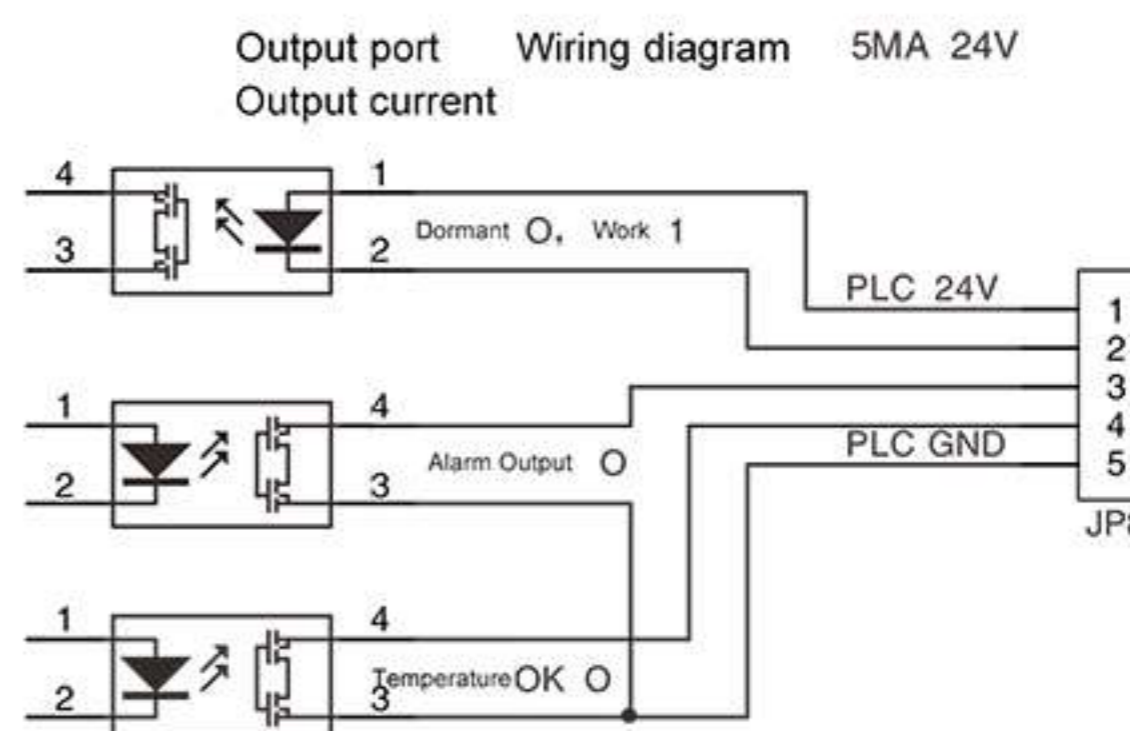 Output port Wiring diagram 5MA 24V
Output current
4 1
Dormant O, Work 1
3 2
PLC 24V
1
2
3
4
5
1 4
Alarm Output O
PLC GND
2 3
JP
1 4
Temperature OK O
2 3